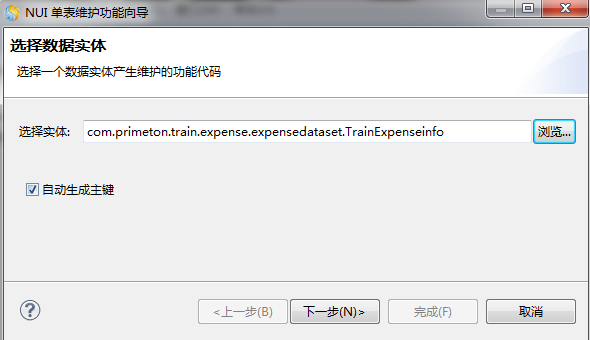 NUI 单表维护功能向导
选择数据实体
选择一个数据实体产生维护的功能代码
选择实体: com.primeton.train.expense.expensedataset.TrainExpenseinfo 浏览...
自动生成主键
? <上一步(B) 下一步(N)> 完成(F) 取消